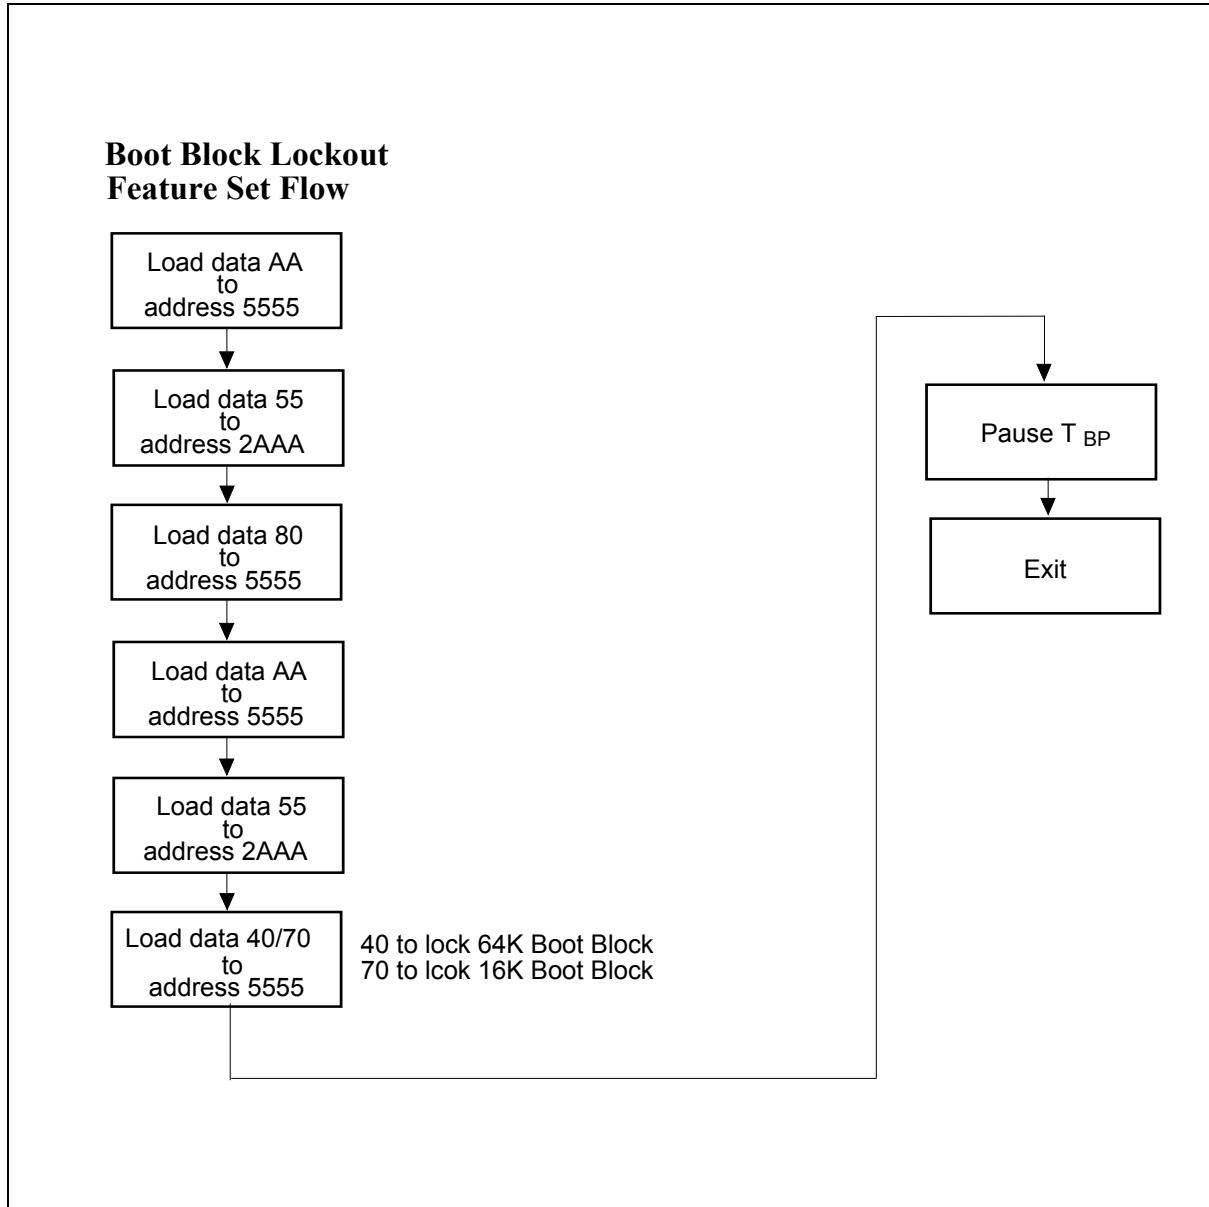 Boot Block Lockout
Feature Set Flow
Load data AA
to
address 5555
Load data 55
to
address 2AAA
Load data 80
to
address 5555
Load data AA
to
address 5555
Load data 55
to
address 2AAA
Load data 40/70
to
address 5555
40 to lock 64K Boot Block
70 to lcok 16K Boot Block
Pause T BP
Exit